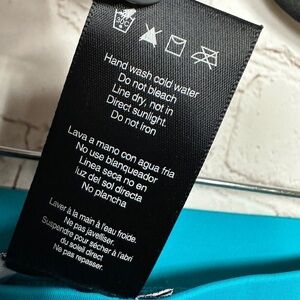 30C
Hand wash cold water
Do not bleach
Line dry, not in
Direct sunlight.
Do not iron
Lava a mano con agua fria
No use blanqueador
Linea seca no en
luz del sol directa
No plancha
Laver à la main à l'eau froide.
Ne pas javelliser.
Suspendre pour sécher à l'abri
du soleil direct
Ne pas repasser.